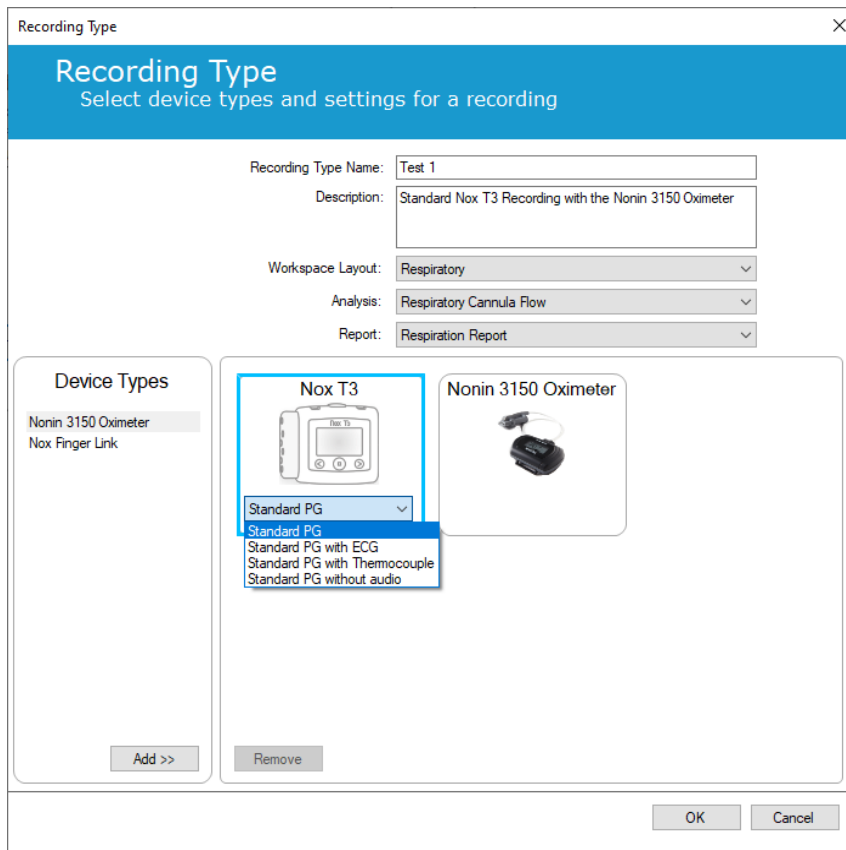 Recording Type
Recording Type
Select device types and settings for a recording
Recording Type Name: Test 1
Description: Standard Nox T3 Recording with the Nonin 3150 Oximeter
Workspace Layout: Respiratory
Analysis: Respiratory Cannula Flow
Report: Respiration Report
Device Types
Nonin 3150 Oximeter
Nox Finger Link
Add >>
Nox T3
Nox T3
Standard PG
Standard PG
Standard PG with ECG
Standard PG with Thermocouple
Standard PG without audio
Nonin 3150 Oximeter
Remove
OK
Cancel